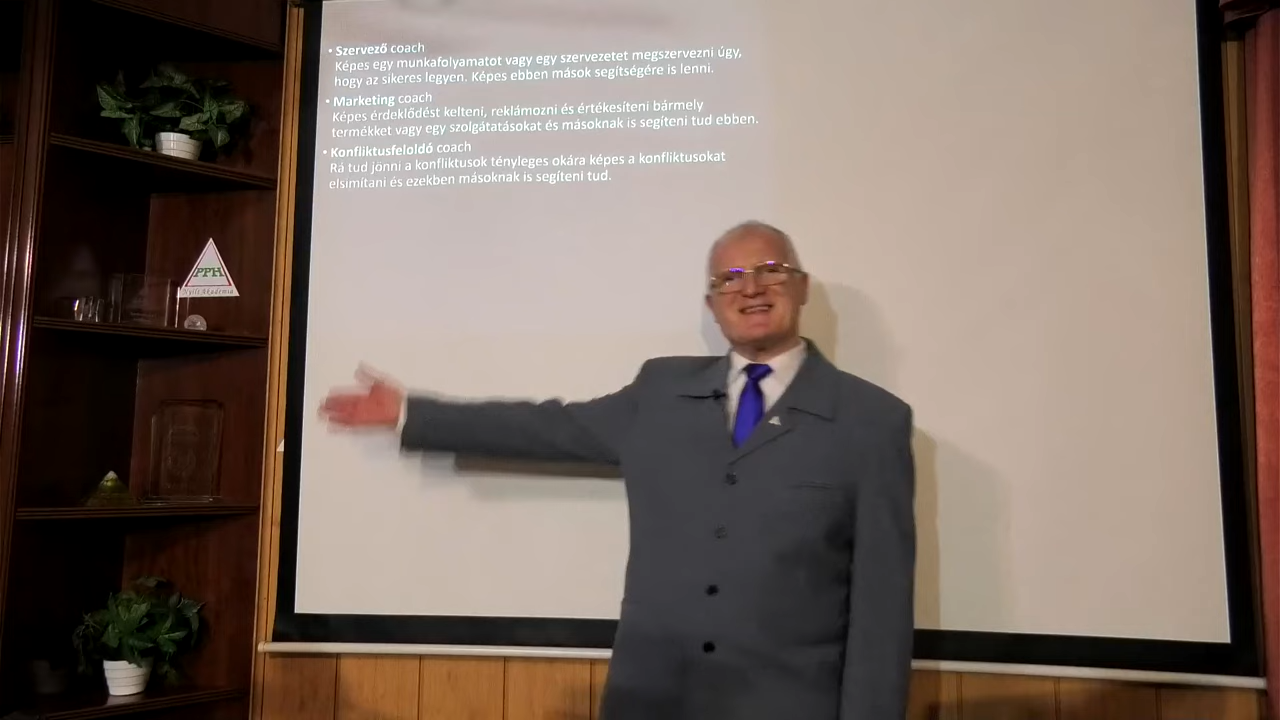 • Szervező coach
Képes egy munkafolyamatot vagy egy szervezetet megszervezni úgy,
hogy az sikeres legyen. Képes ebben mások segítségére is lenni.
• Marketing coach
Képes érdeklődést kelteni, reklámozni és értékesíteni bármely
termékket vagy egy szolgátatásokat és másoknak is segíteni tud ebben.
• Konfliktusfeloldó coach
Rá tud jönni a konfliktusok tényleges okára képes a konfliktusokat
elsimítani és ezekben másoknak is segíteni tud.
PPH
Nyílt Akadémia